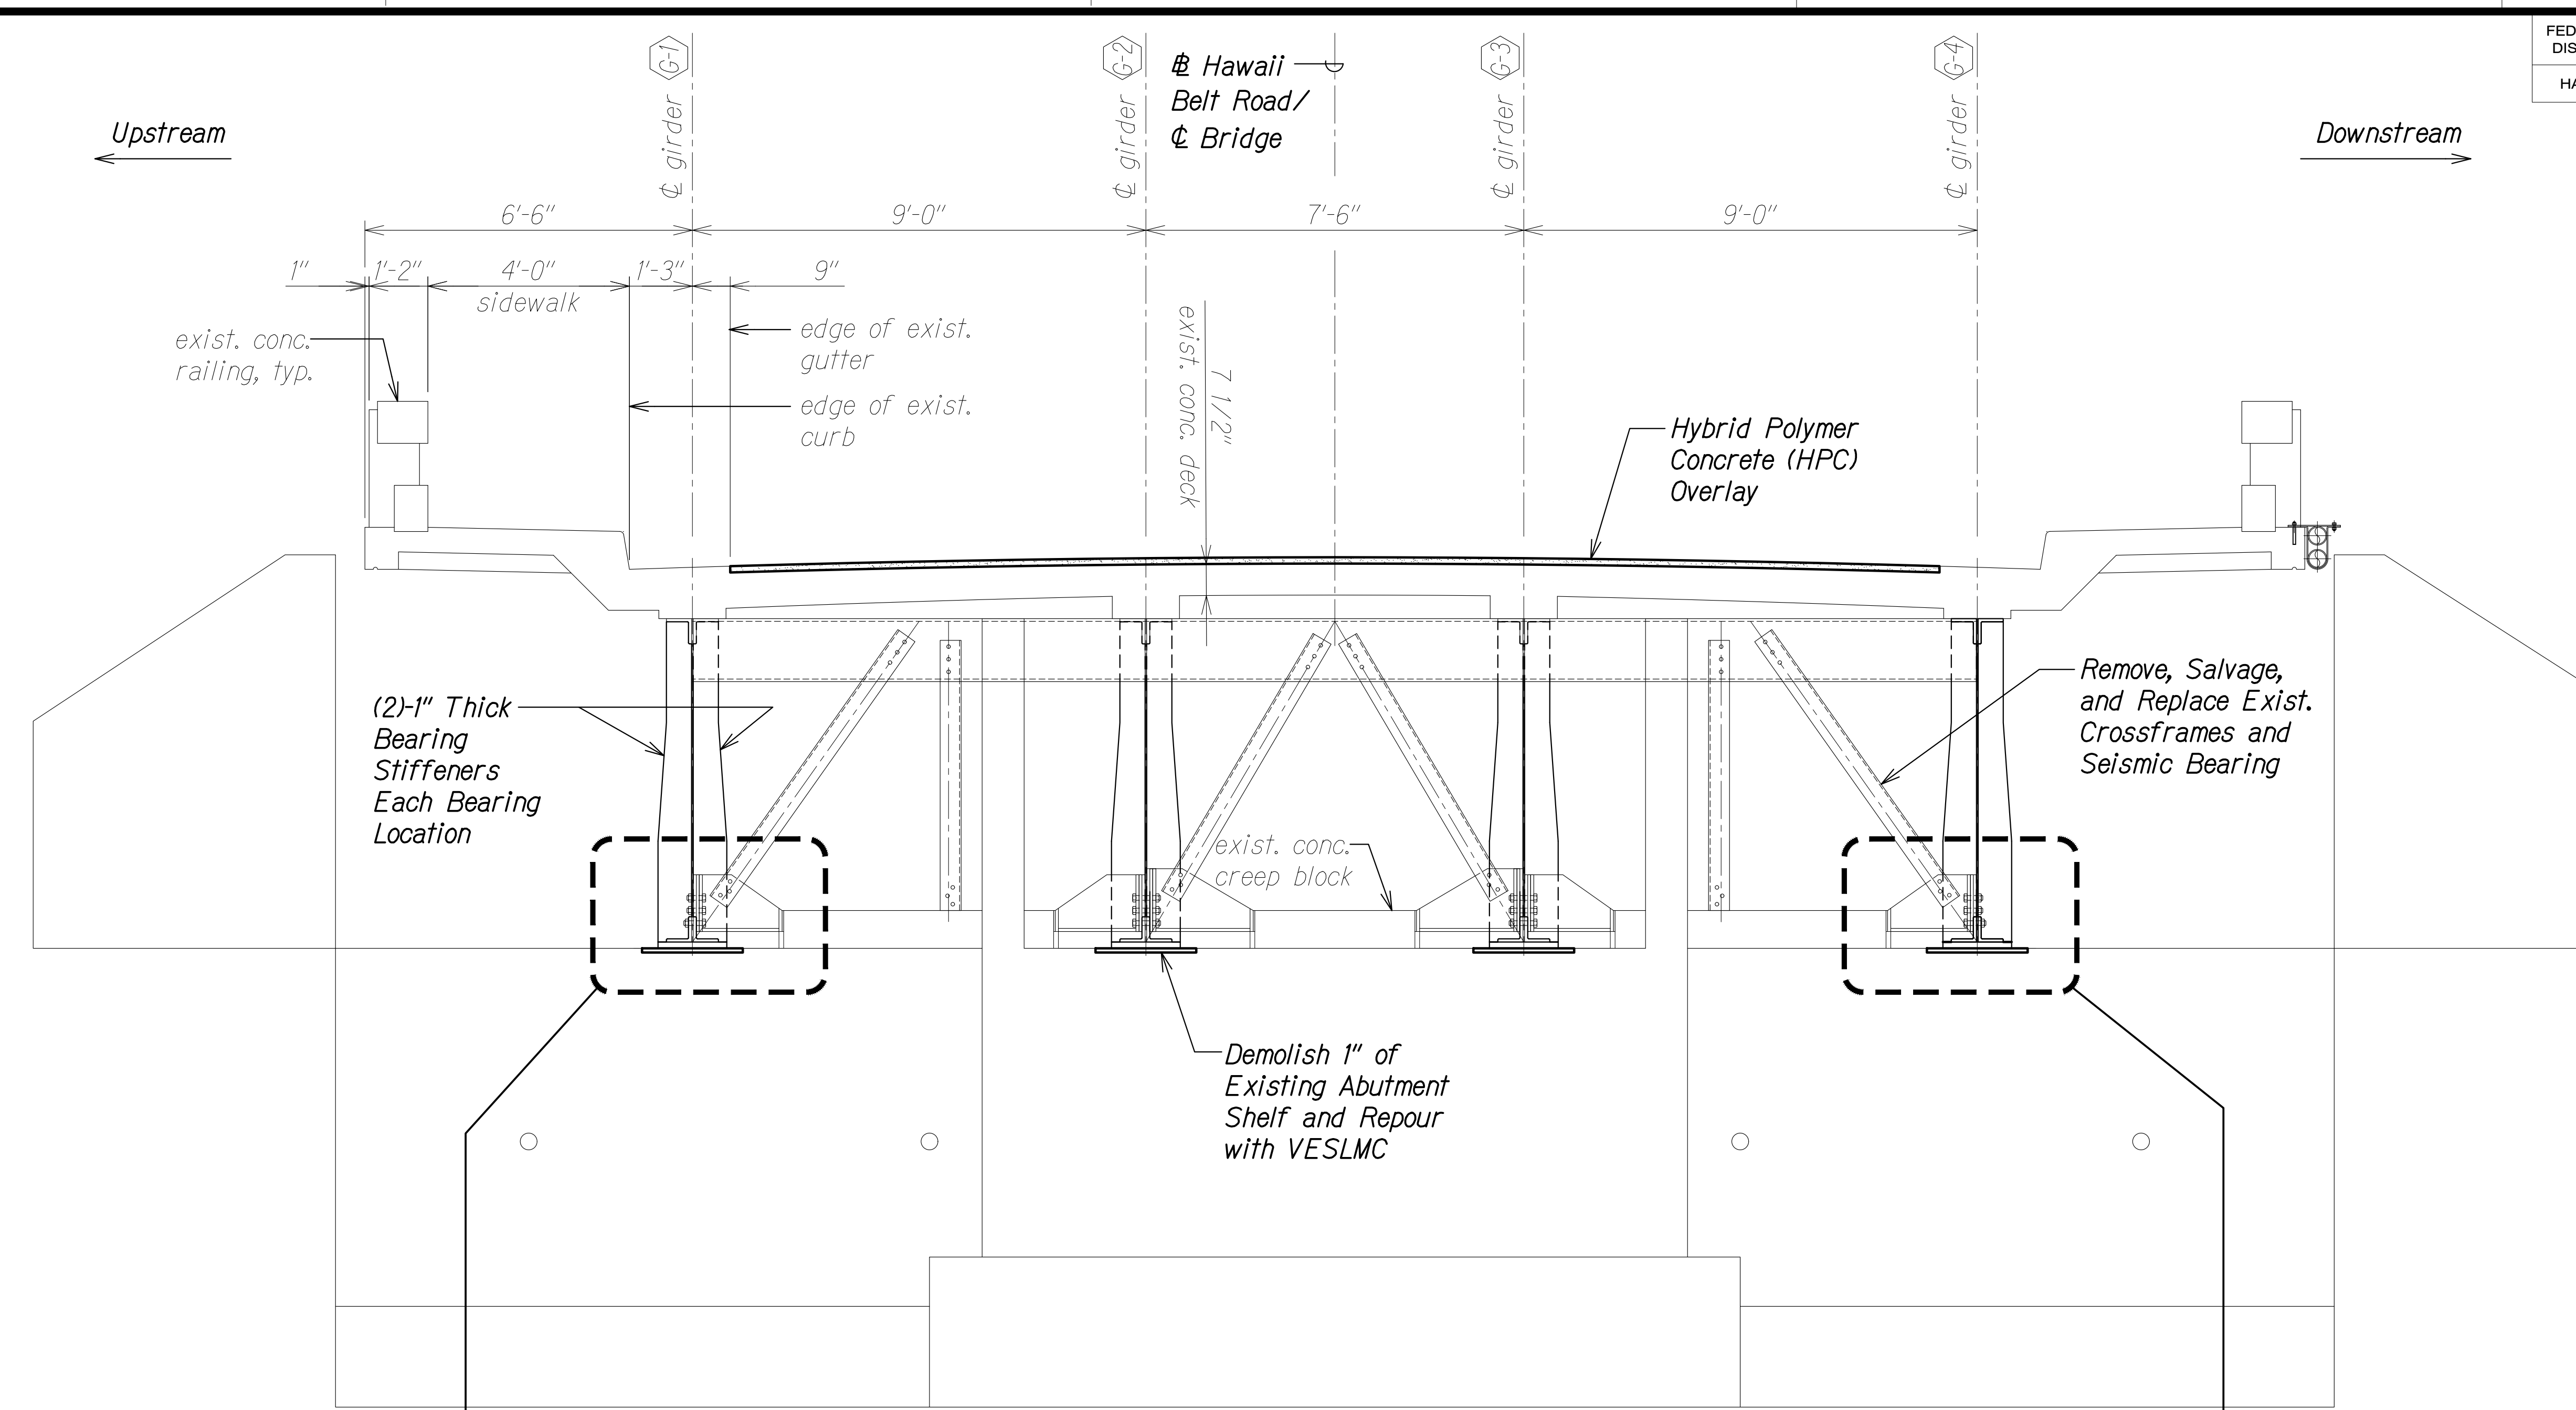 FED
DIS
HA
G-1
G-2
G-3
G-4
℄ girder
℄ girder
℄ girder
℄ girder
Hawaii
Belt Road/
℄ Bridge
Upstream
Downstream
6'-6"
9'-0"
7'-6"
9'-0"
1"
1'-2"
4'-0"
1'-3"
9"
sidewalk
exist. conc.
railing, typ.
edge of exist.
gutter
edge of exist.
curb
7 1/2"
exist. conc. deck
Hybrid Polymer
Concrete (HPC)
Overlay
(2)-1" Thick
Bearing
Stiffeners
Each Bearing
Location
Remove, Salvage,
and Replace Exist.
Crossframes and
Seismic Bearing
exist. conc.
creep block
Demolish 1" of
Existing Abutment
Shelf and Repour
with VESLMC